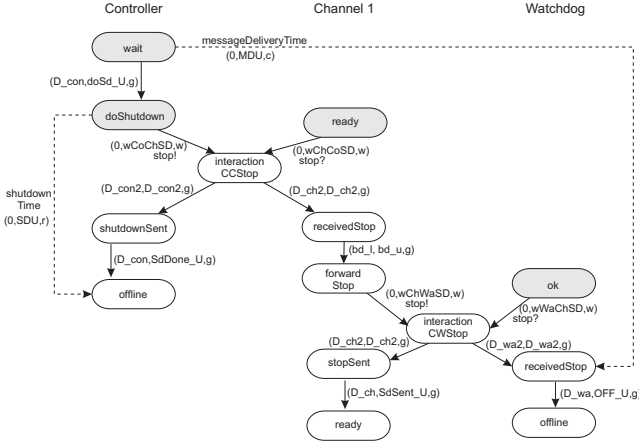 Controller
Channel 1
Watchdog
wait
messageDeliveryTime
(0,MDU,c)
(D_con,doSd_U,g)
doShutdown
ready
(0,wCoChSD,w)
stop!
(0,wChCoSD,w)
stop?
interaction
CCStop
shutdown
Time
(0,SDU,r)
(D_con2,D_con2,g)
(D_ch2,D_ch2,g)
shutdownSent
receivedStop
(D_con,SdDone_U,g)
(bd_l, bd_u,g)
offline
forward
Stop
ok
(0,wChWaSD,w)
stop!
(0,wWaChSD,w)
stop?
interaction
CWStop
(D_ch2,D_ch2,g)
(D_wa2,D_wa2,g)
stopSent
receivedStop
(D_ch,SdSent_U,g)
(D_wa,OFF_U,g)
ready
offline